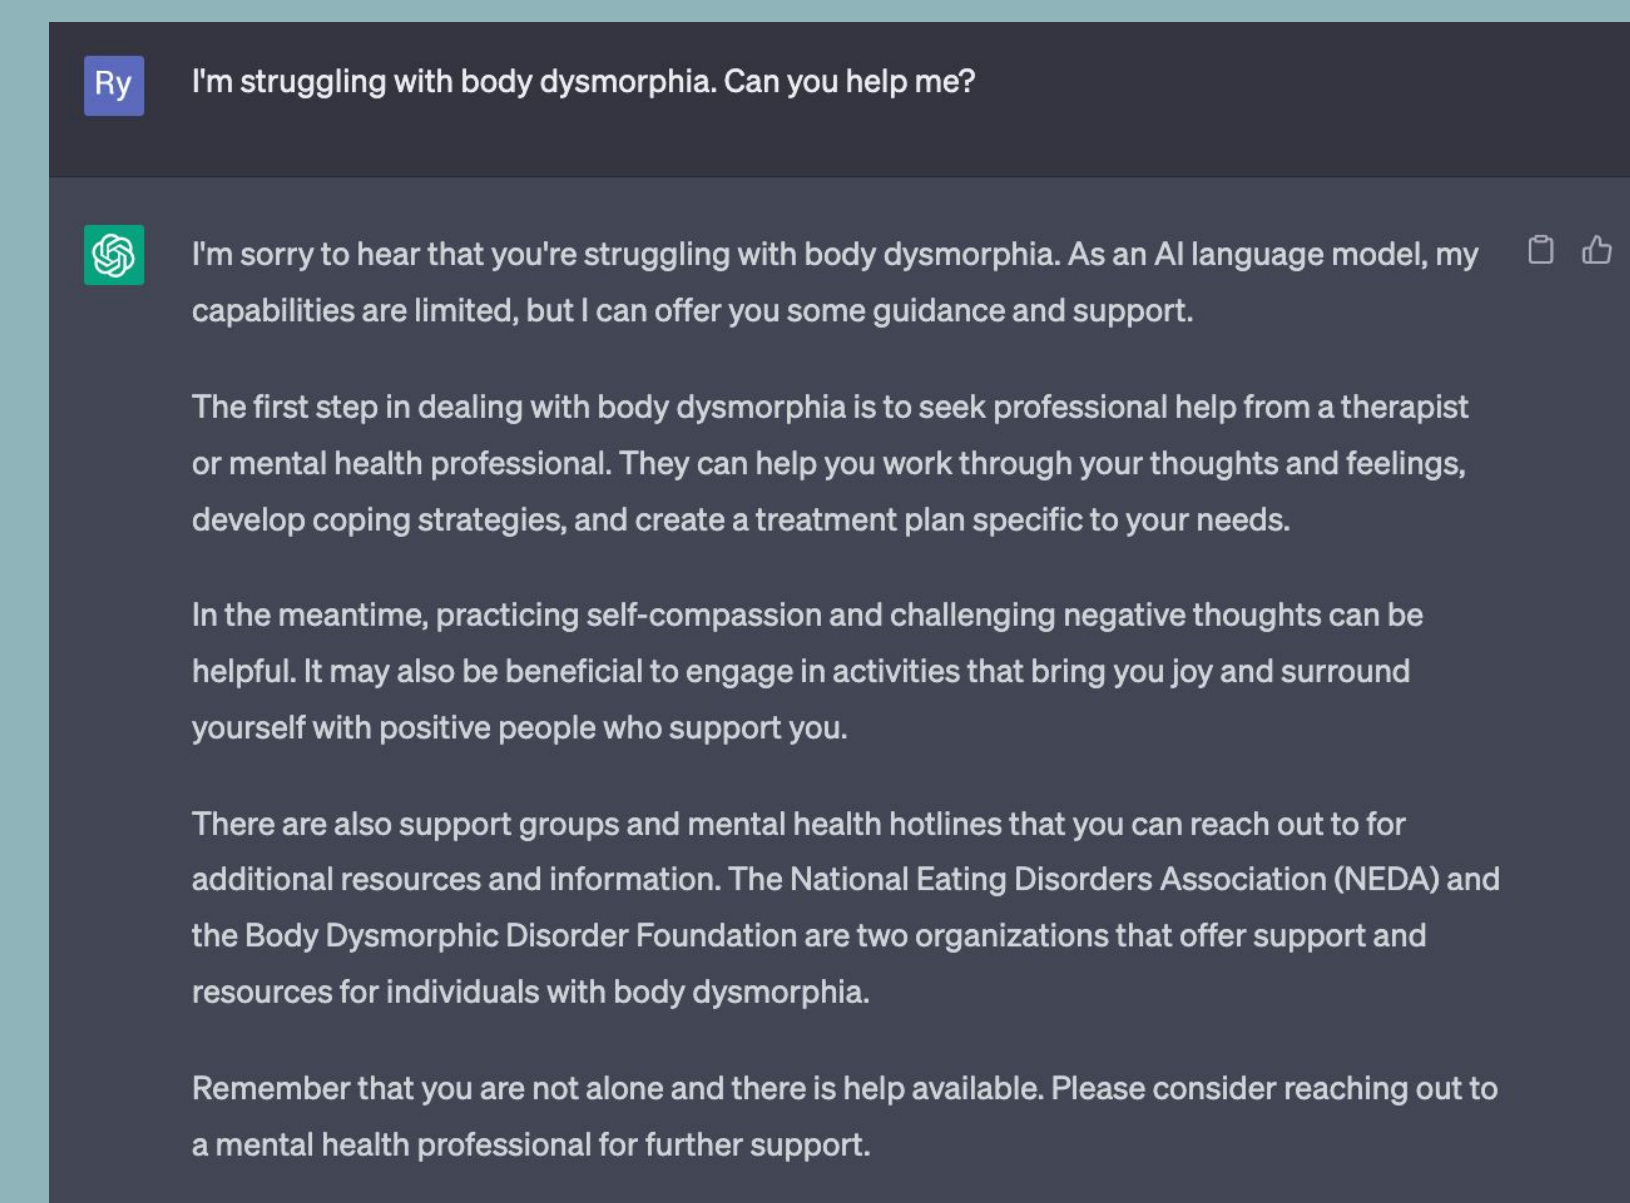 Ry
I'm struggling with body dysmorphia. Can you help me?
I'm sorry to hear that you're struggling with body dysmorphia. As an AI language model, my
capabilities are limited, but I can offer you some guidance and support.
The first step in dealing with body dysmorphia is to seek professional help from a therapist
or mental health professional. They can help you work through your thoughts and feelings,
develop coping strategies, and create a treatment plan specific to your needs.
In the meantime, practicing self-compassion and challenging negative thoughts can be
helpful. It may also be beneficial to engage in activities that bring you joy and surround
yourself with positive people who support you.
There are also support groups and mental health hotlines that you can reach out to for
additional resources and information. The National Eating Disorders Association (NEDA) and
the Body Dysmorphic Disorder Foundation are two organizations that offer support and
resources for individuals with body dysmorphia.
Remember that you are not alone and there is help available. Please consider reaching out to
a mental health professional for further support.